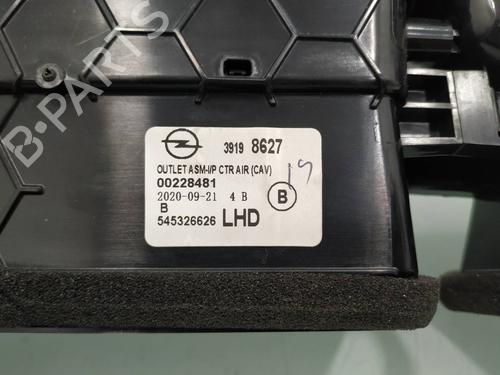 B-PARTS
3919 8627
OUTLET ASM-I/P CTR AIR (CAV)
00228481
2020-09-21 4 B
B
B
545326626 LHD